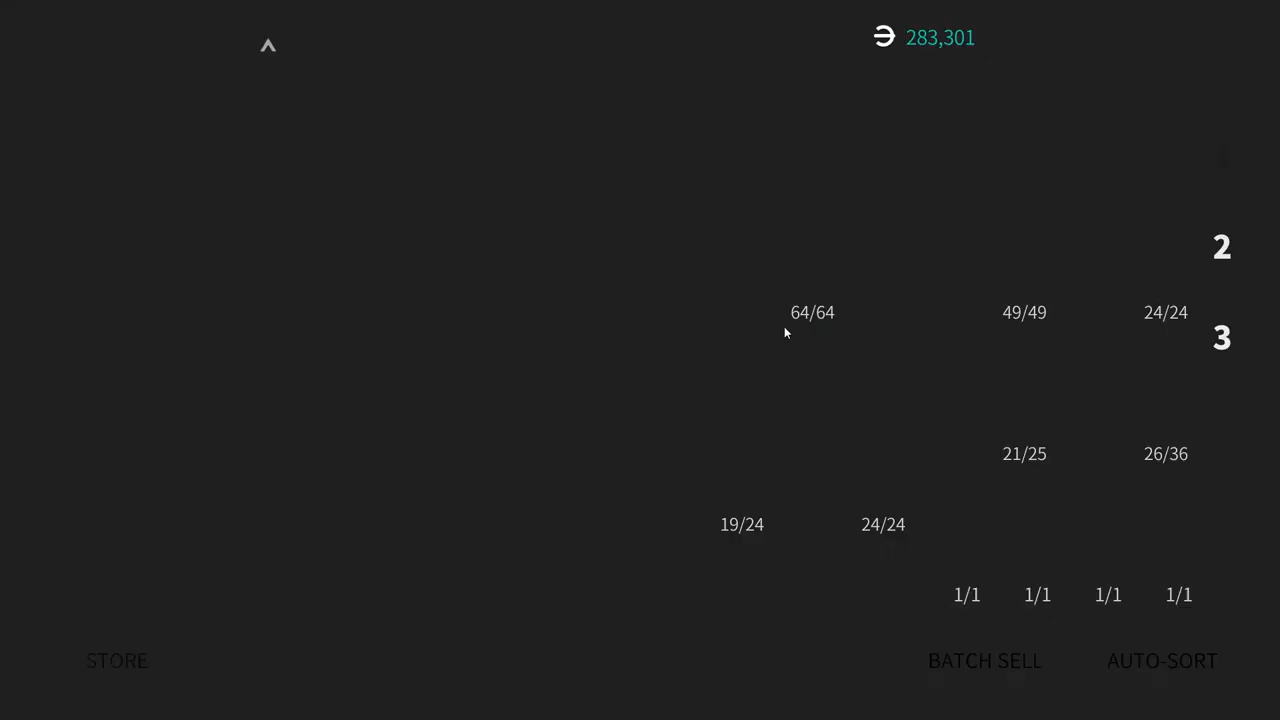 283,301
2
64/64 49/49 24/24
3
21/25 26/36
19/24 24/24
1/1 1/1 1/1 1/1
STORE BATCH SELL AUTO-SORT